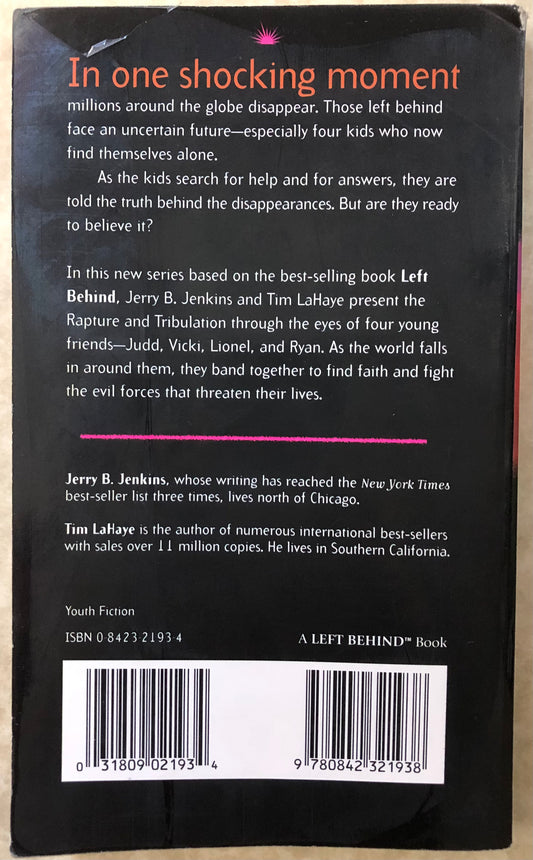 In one shocking moment
millions around the globe disappear. Those left behind
face an uncertain future—especially four kids who now
find themselves alone.
As the kids search for help and for answers, they are
told the truth behind the disappearances. But are they ready
to believe it?
In this new series based on the best-selling book Left
Behind, Jerry B. Jenkins and Tim LaHaye present the
Rapture and Tribulation through the eyes of four young
friends—Judd, Vicki, Lionel, and Ryan. As the world falls
in around them, they band together to find faith and fight
the evil forces that threaten their lives.
Jerry B. Jenkins, whose writing has reached the New York Times
best-seller list three times, lives north of Chicago.
Tim LaHaye is the author of numerous international best-sellers
with sales over 11 million copies. He lives in Southern California.
Youth Fiction
ISBN 0-8423-2193-4
A LEFT BEHIND™ Book
0 31809 02193 4
9 780842 321938